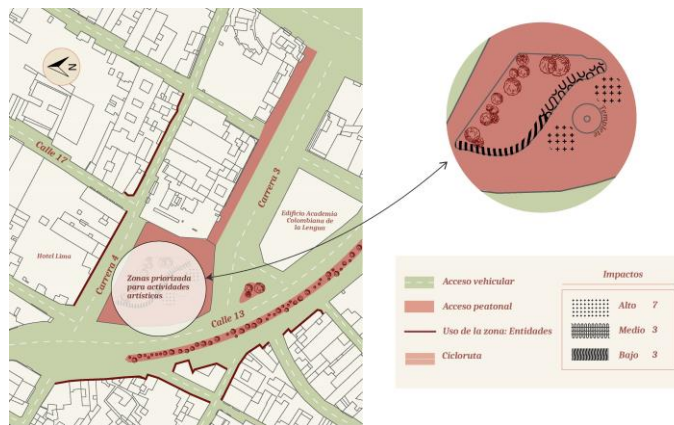 N
Calle 17
Carrera 3
Edificio Academia
Colombiana de
la Lengua
Hotel Lima
Carrera 4
Zonas priorizada
para actividades
artísticas
Calle 13
Acceso vehicular
Acceso peatonal
Uso de la zona: Entidades
Cicloruta
Impactos
Alto 7
Medio 3
Bajo 3